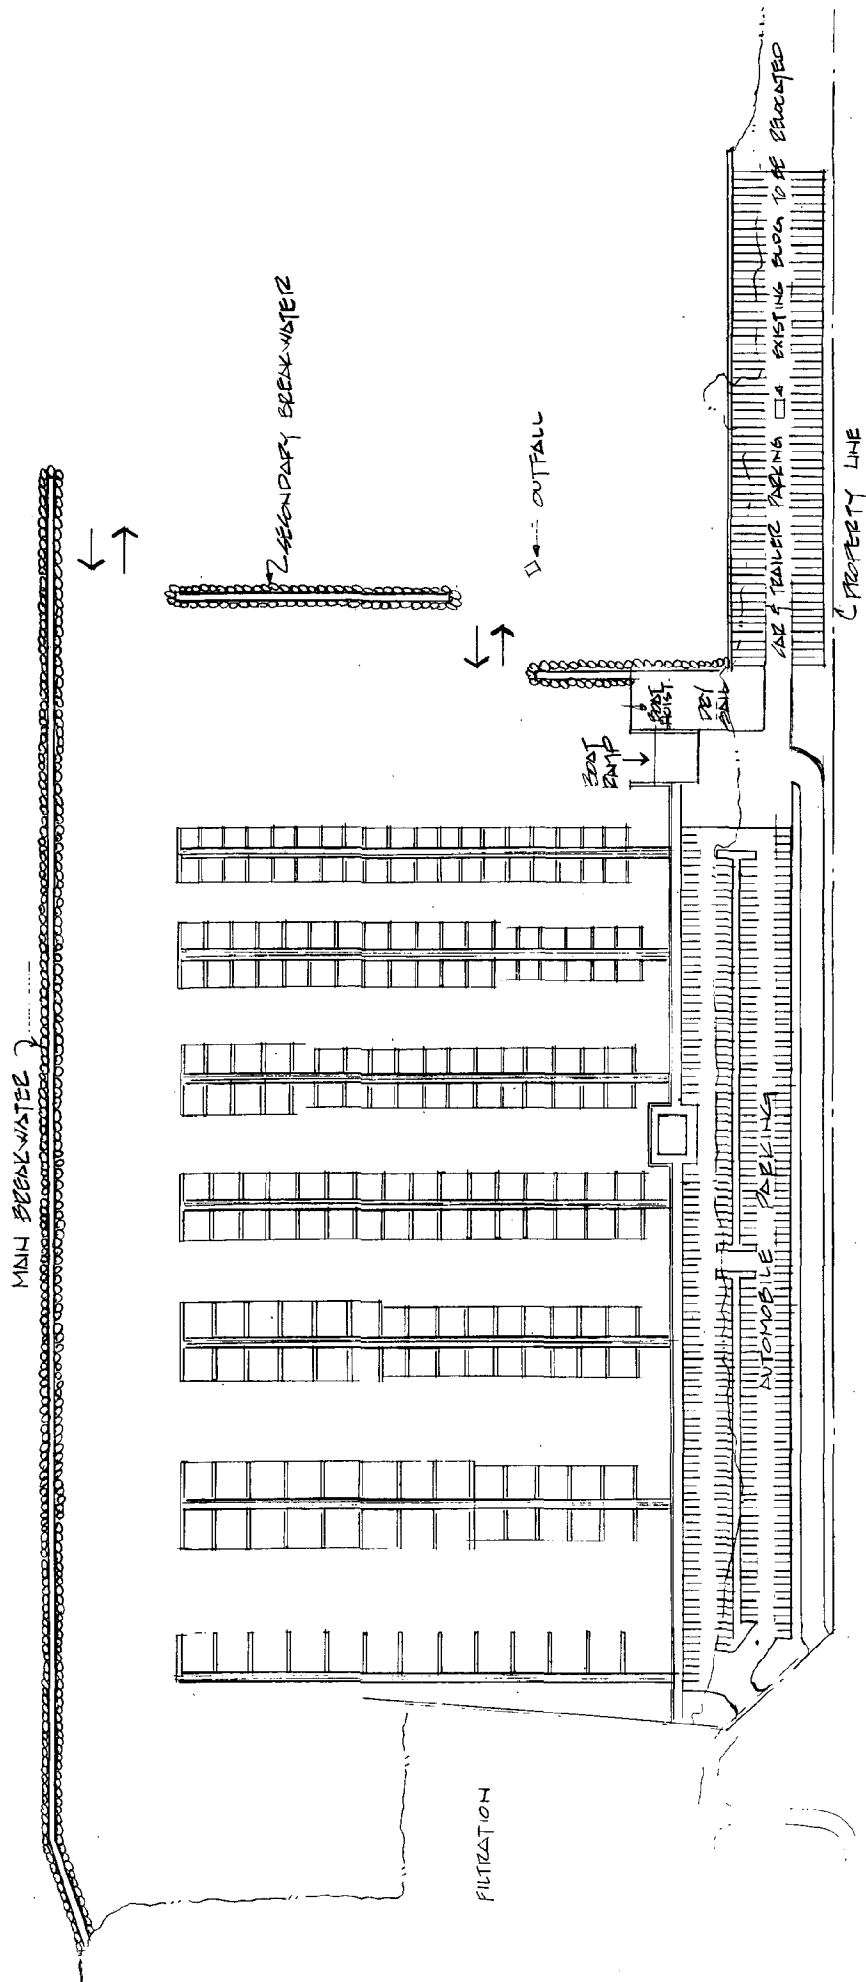 MAIN BREAKWATER
SECONDARY BREAKWATER
OUTFALL
BOAT
RAMP
BOAT
HOIST
DRY
CAR & TRAILER PARKING
EXISTING BLDG TO BE RELOCATED
PROPERTY LINE
AUTOMOBILE PARKING
FILTRATION